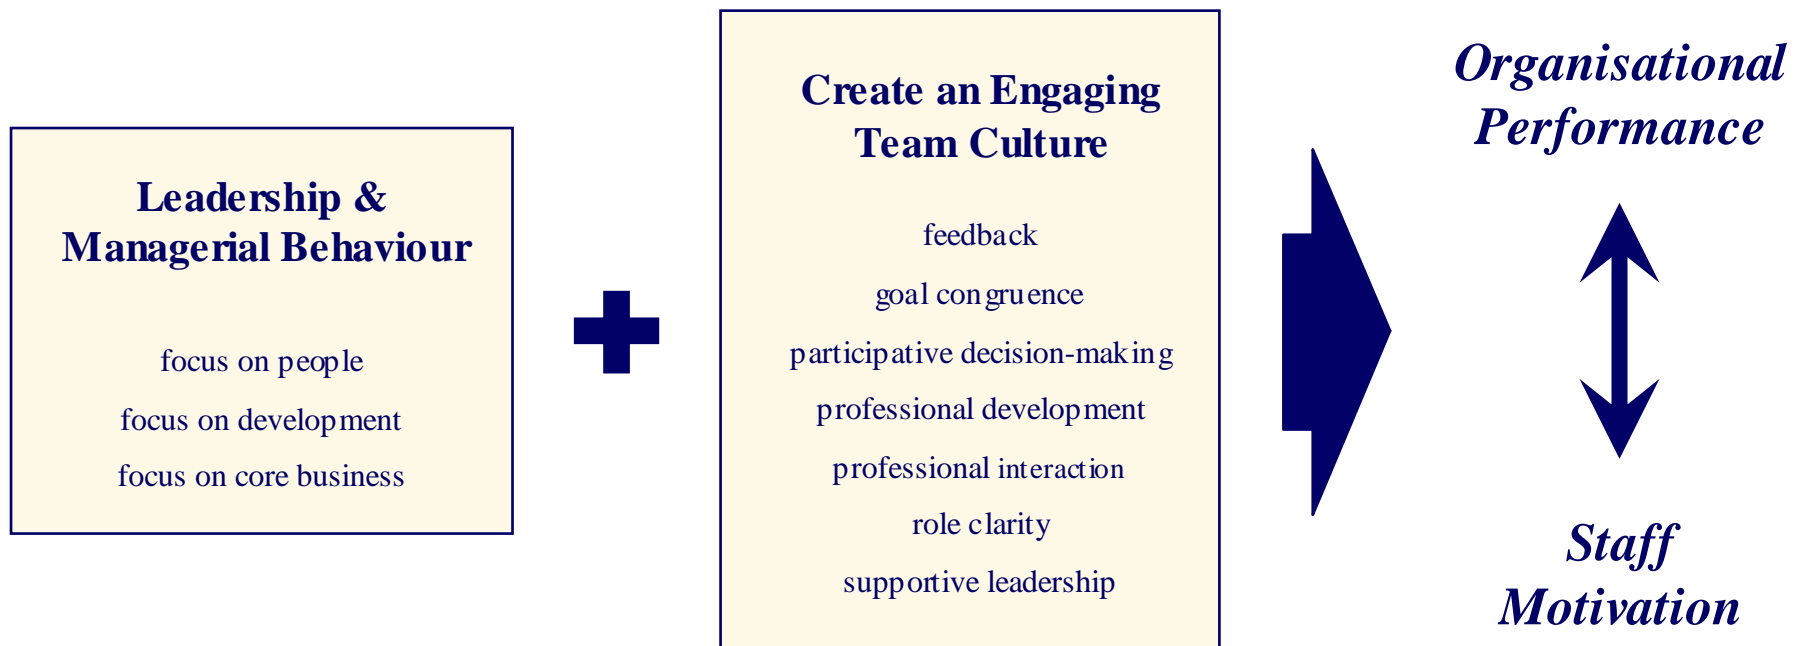 Leadership &
Managerial Behaviour
focus on people
focus on development
focus on core business
Create an Engaging
Team Culture
feedback
goal congruence
participative decision-making
professional development
professional interaction
role clarity
supportive leadership
Organisational
Performance
Staff
Motivation